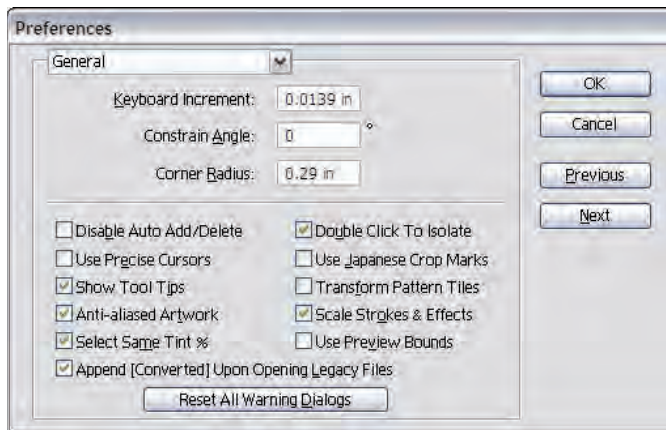 Preferences
General
Keyboard Increment: 0.0139 in
Constrain Angle: 0 °
Corner Radius: 0.29 in
Disable Auto Add/Delete
Double Click To Isolate
Use Precise Cursors
Use Japanese Crop Marks
Show Tool Tips
Transform Pattern Tiles
Anti-aliased Artwork
Scale Strokes & Effects
Select Same Tint %
Use Preview Bounds
Append [Converted] Upon Opening Legacy Files
Reset All Warning Dialogs
OK
Cancel
Previous
Next